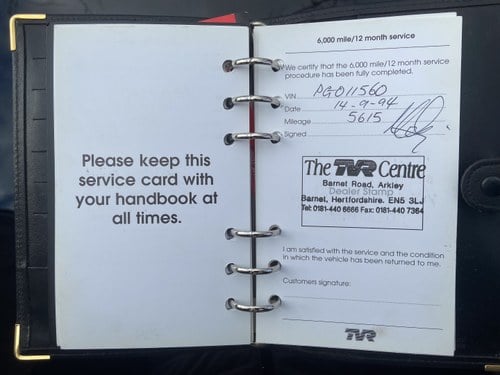 Please keep this
service card with
your handbook at
all times.
6,000 mile/12 month service
We certify that the 6,000 mile/12 month service
procedure has been fully completed.
VIN PG011560
Date 14-9-94
Mileage 5615
Signed
The TVR Centre
Barnet Road, Arkley
Dealer Stamp
Barnet, Hertfordshire. EN5 3LJ
Tel: 0181-440 6666 Fax: 0181-440 7364
I am satisfied with the service and the condition
in which the vehicle has been returned to me.
Customers signature:
TVR